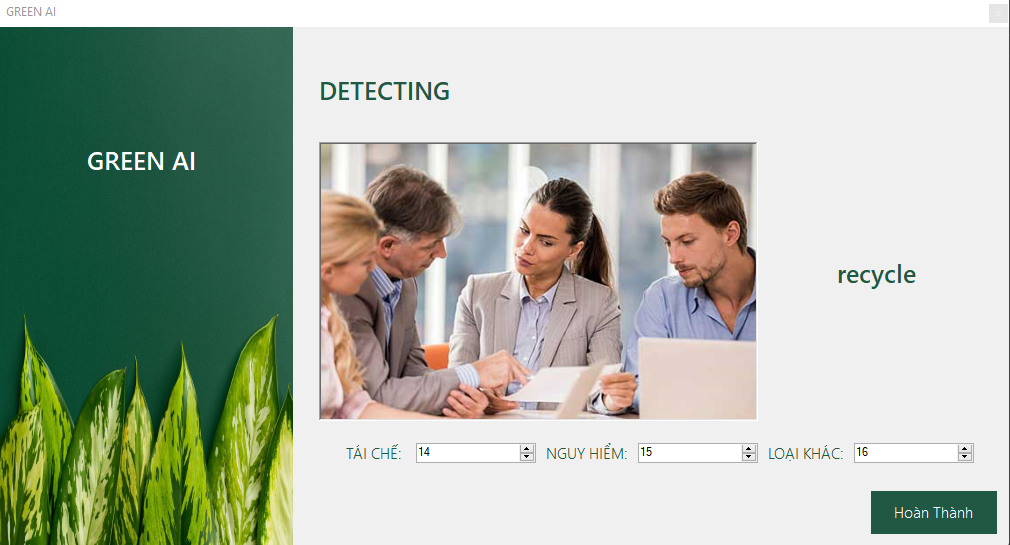 GREEN AI
GREEN AI
DETECTING
recycle
TÁI CHẾ: 14 NGUY HIỂM: 15 LOẠI KHÁC: 16
Hoàn Thành